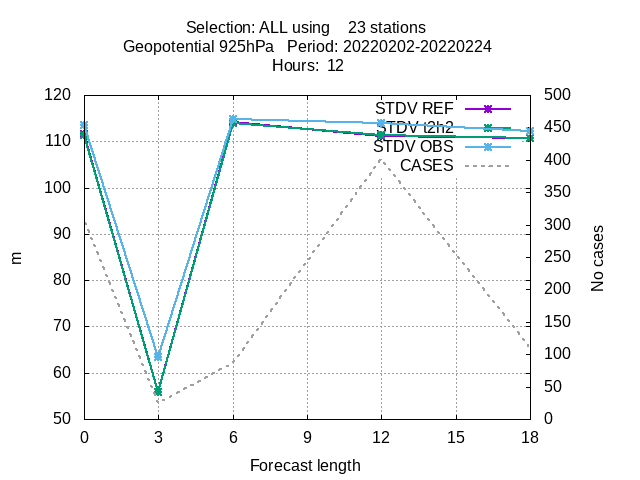 Selection: ALL using 23 stations
Geopotential 925hPa Period: 20220202-20220224
Hours: 12
120
110
100
90
80
70
60
50
m
500
450
400
350
300
250
200
150
100
50
0
No cases
STDV REF
STDV t2h2
STDV OBS
CASES
0 3 6 9 12 15 18
Forecast length